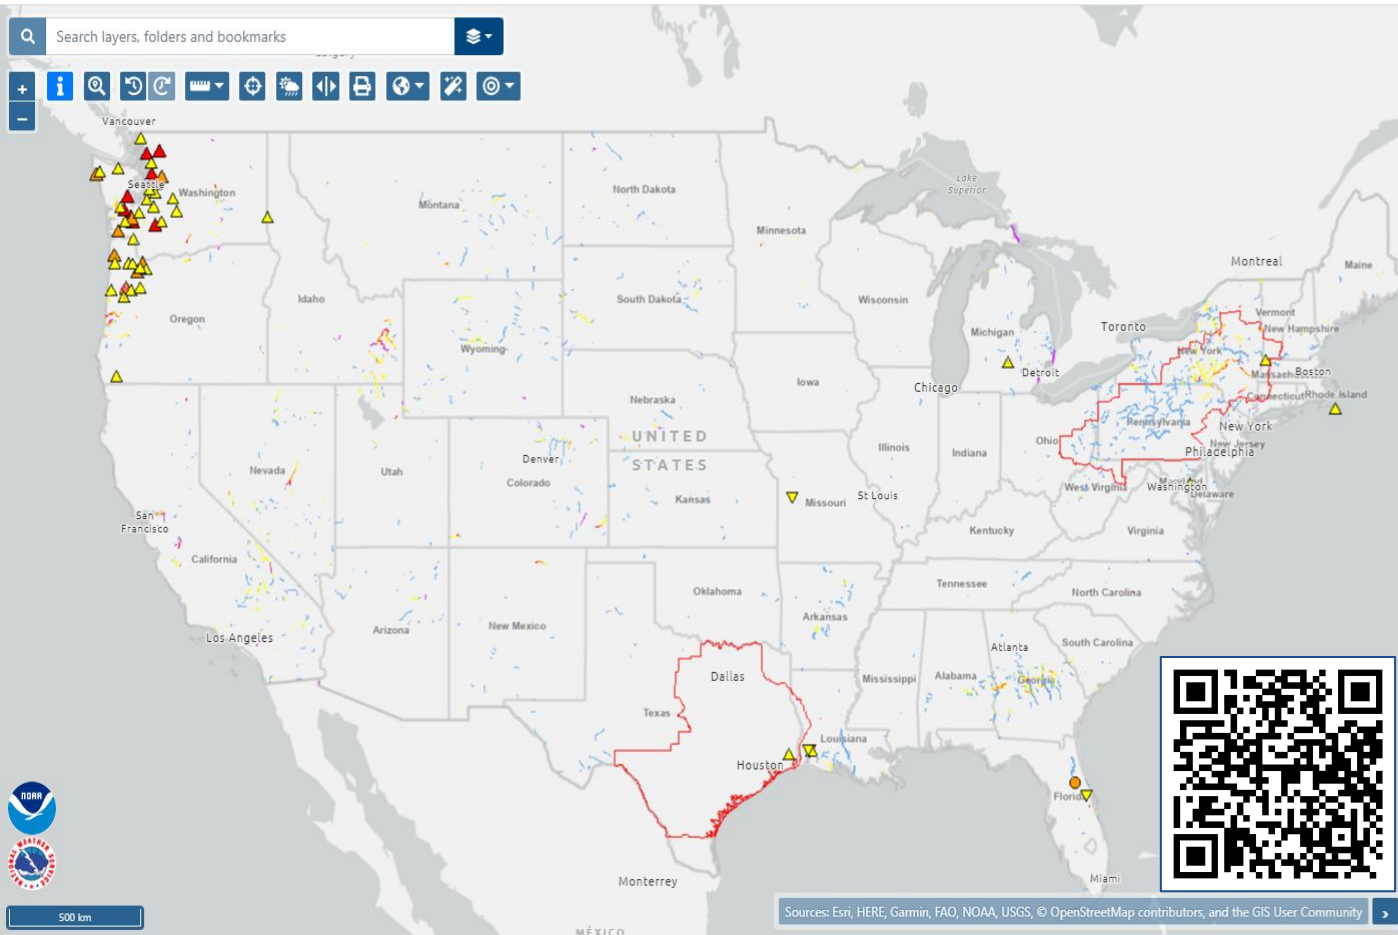 Search layers, folders and bookmarks
+
−
Vancouver
Seattle
Washington
Montana
North Dakota
Lake
Superior
Minnesota
Montreal
Maine
Idaho
Oregon
South Dakota
Wisconsin
Vermont
New Hampshire
Toronto
Michigan
New York
Wyoming
Iowa
Detroit
Boston
Chicago
Connecticut
Rhode Island
Nebraska
UNITED
STATES
Ohio
Pennsylvania
New York
New Jersey
Philadelphia
Illinois
Indiana
Nevada
Utah
Denver
Colorado
Kansas
Missouri
St Louis
West Virginia
Washington
Delaware
San
Francisco
California
Kentucky
Virginia
Oklahoma
Tennessee
North Carolina
Los Angeles
Arizona
New Mexico
Arkansas
Atlanta
South Carolina
Dallas
Mississippi
Alabama
Georgia
Texas
Louisiana
Houston
Florida
Miami
Monterrey
MÉXICO
NOAA
NATIONAL WEATHER SERVICE
500 km
Sources: Esri, HERE, Garmin, FAO, NOAA, USGS, © OpenStreetMap contributors, and the GIS User Community